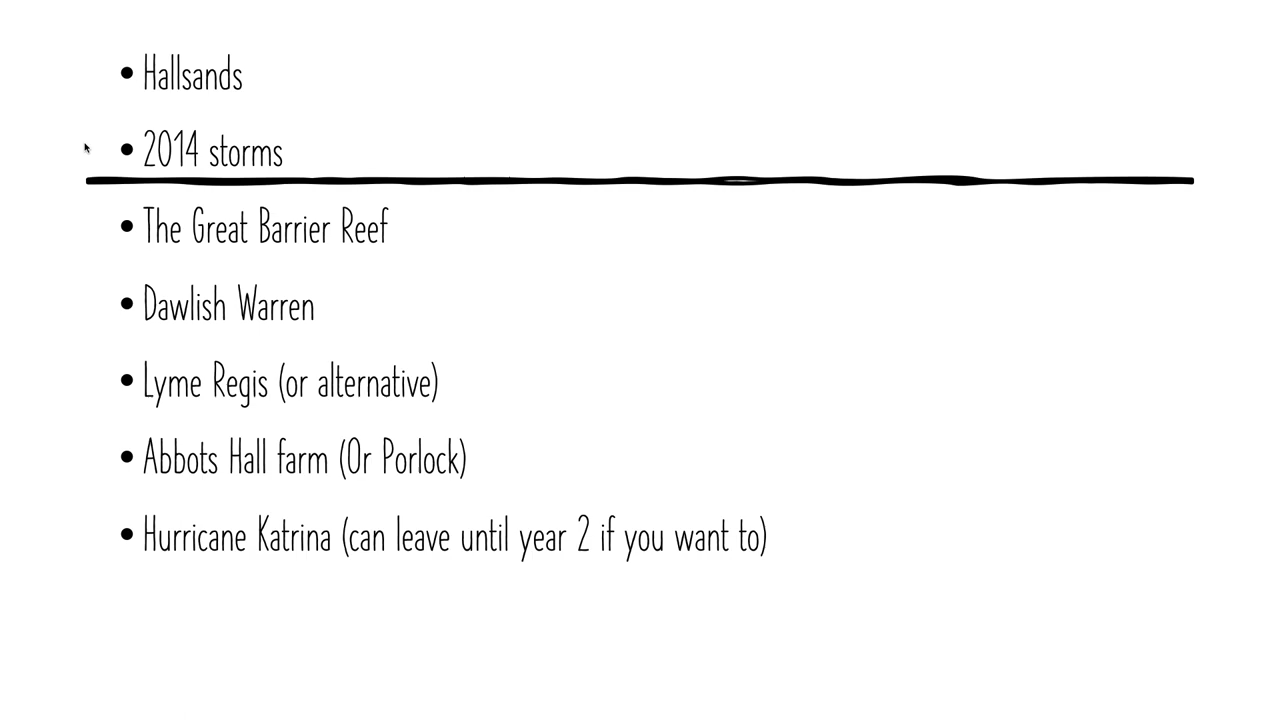 • Hallsands
• 2014 storms
• The Great Barrier Reef
• Dawlish Warren
• Lyme Regis (or alternative)
• Abbots Hall farm (Or Porlock)
• Hurricane Katrina (can leave until year 2 if you want to)